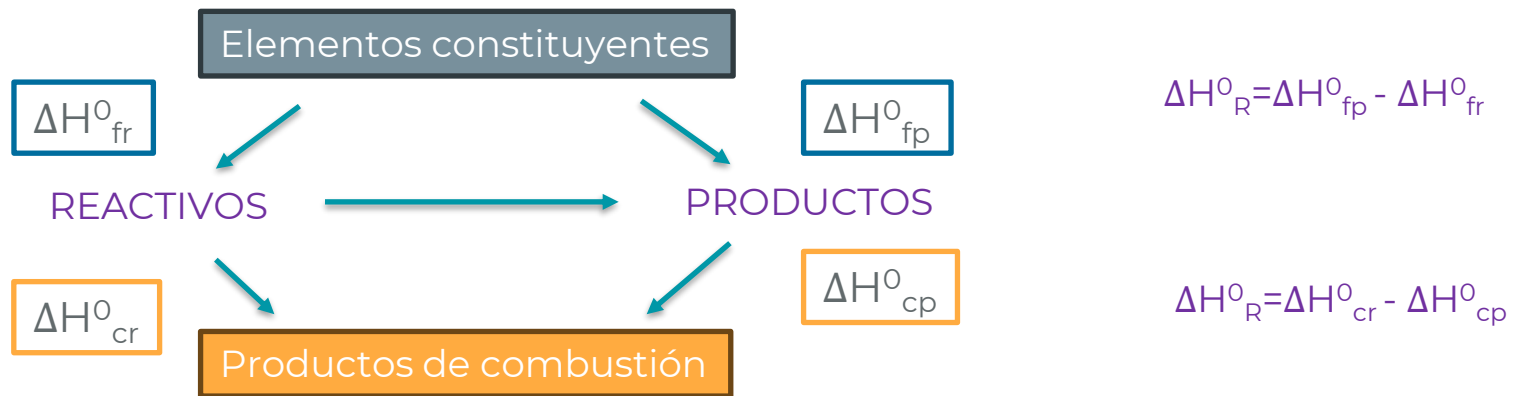 Elementos constituyentes
ΔH⁰fr
ΔH⁰fp
ΔH⁰R=ΔH⁰fp - ΔH⁰fr
REACTIVOS
PRODUCTOS
ΔH⁰cr
ΔH⁰cp
ΔH⁰R=ΔH⁰cr - ΔH⁰cp
Productos de combustión